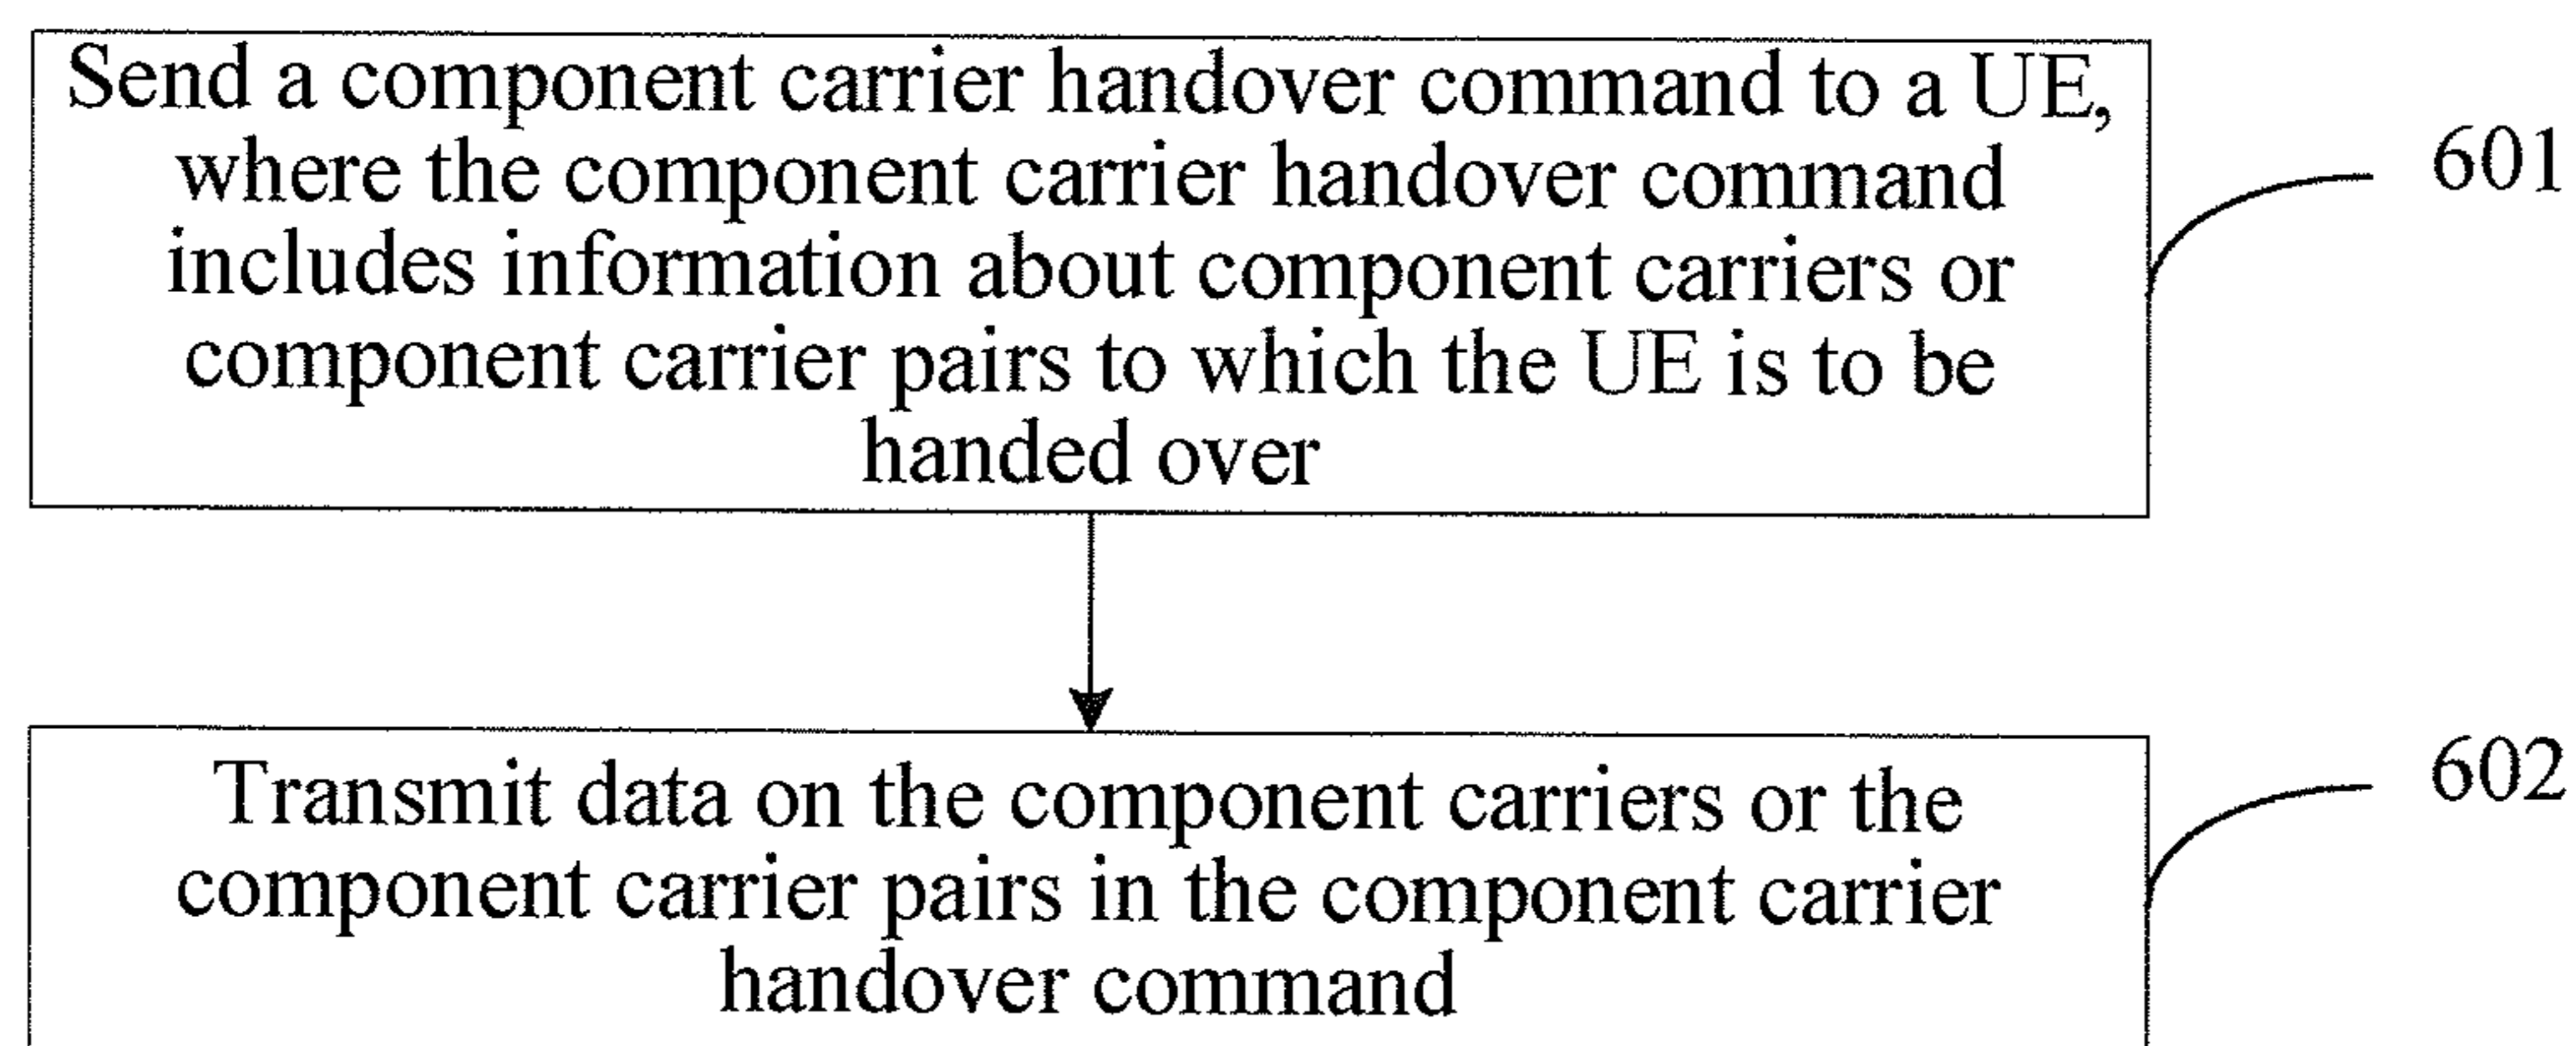 Send a component carrier handover command to a UE,
where the component carrier handover command
includes information about component carriers or
component carrier pairs to which the UE is to be
handed over
601
Transmit data on the component carriers or the
component carrier pairs in the component carrier
handover command
602